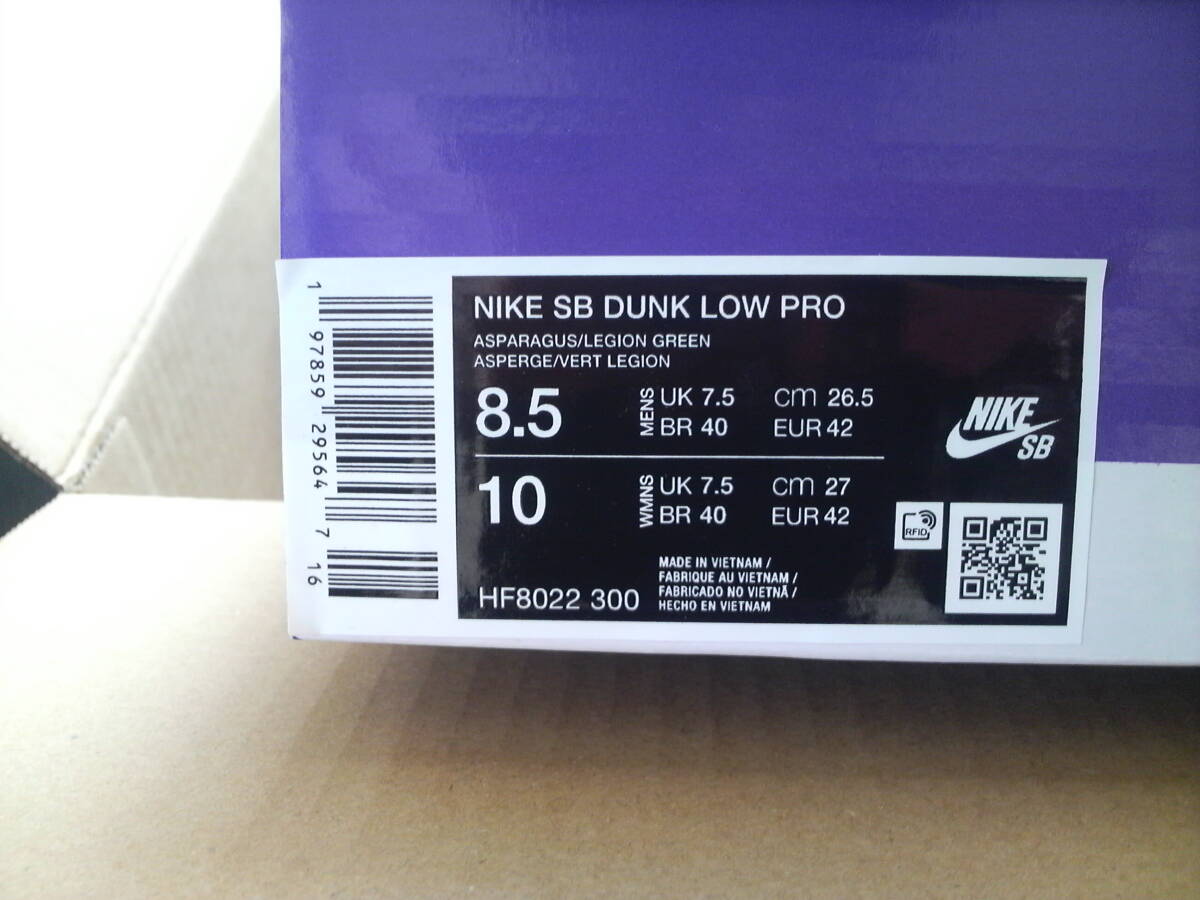 NIKE SB DUNK LOW PRO
ASPARAGUS/LEGION GREEN
ASPERGE/VERT LEGION
8.5 MENS UK 7.5 cm 26.5
BR 40 EUR 42
10 WMNS UK 7.5 cm 27
BR 40 EUR 42
NIKE
SB
RFID
HF8022 300
MADE IN VIETNAM /
FABRIQUE AU VIETNAM /
FABRICADO NO VIETNÃ /
HECHO EN VIETNAM
1 97859 29564 7 16